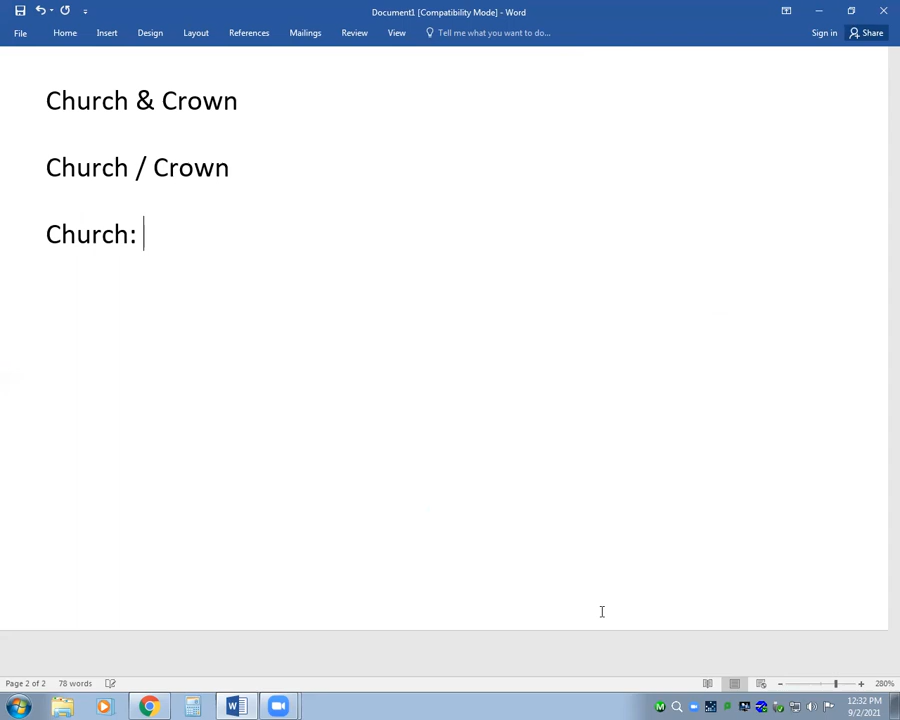 Document1 [Compatibility Mode] - Word
File Home Insert Design Layout References Mailings Review View Tell me what you want to do... Sign in Share
Church & Crown
Church / Crown
Church:
Page 2 of 2 78 words 280%
12:32 PM
9/2/2021